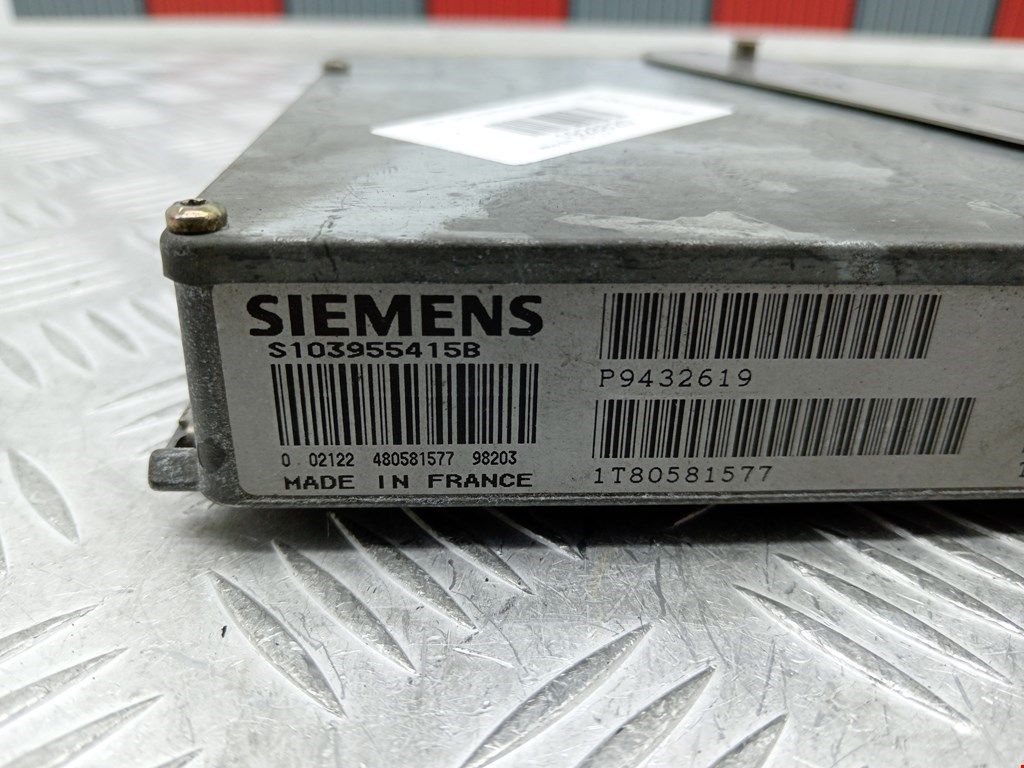 SIEMENS
S103955415B
0 02122 480581577 98203
MADE IN FRANCE
P9432619
1T80581577